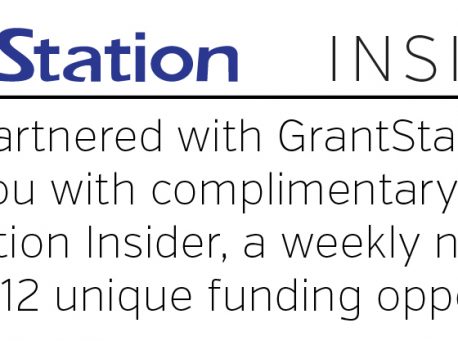 Station INSI
artnered with GrantSta
ou with complimentary
tion Insider, a weekly n
12 unique funding oppo